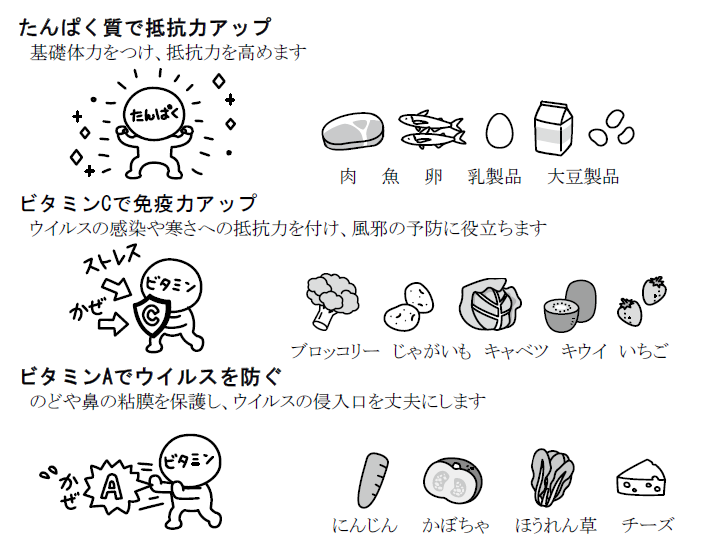 たんぱく質で抵抗力アップ
基礎体力をつけ、抵抗力を高めます
たんぱく
肉 魚 卵 乳製品 大豆製品
ビタミンCで免疫力アップ
ウイルスの感染や寒さへの抵抗力を付け、風邪の予防に役立ちます
ストレス
ビタミン
かぜ
C
ブロッコリー じゃがいも キャベツ キウイ いちご
ビタミンAでウイルスを防ぐ
のどや鼻の粘膜を保護し、ウイルスの侵入口を丈夫にします
ビタミン
かぜ
A
にんじん かぼちゃ ほうれん草 チーズ